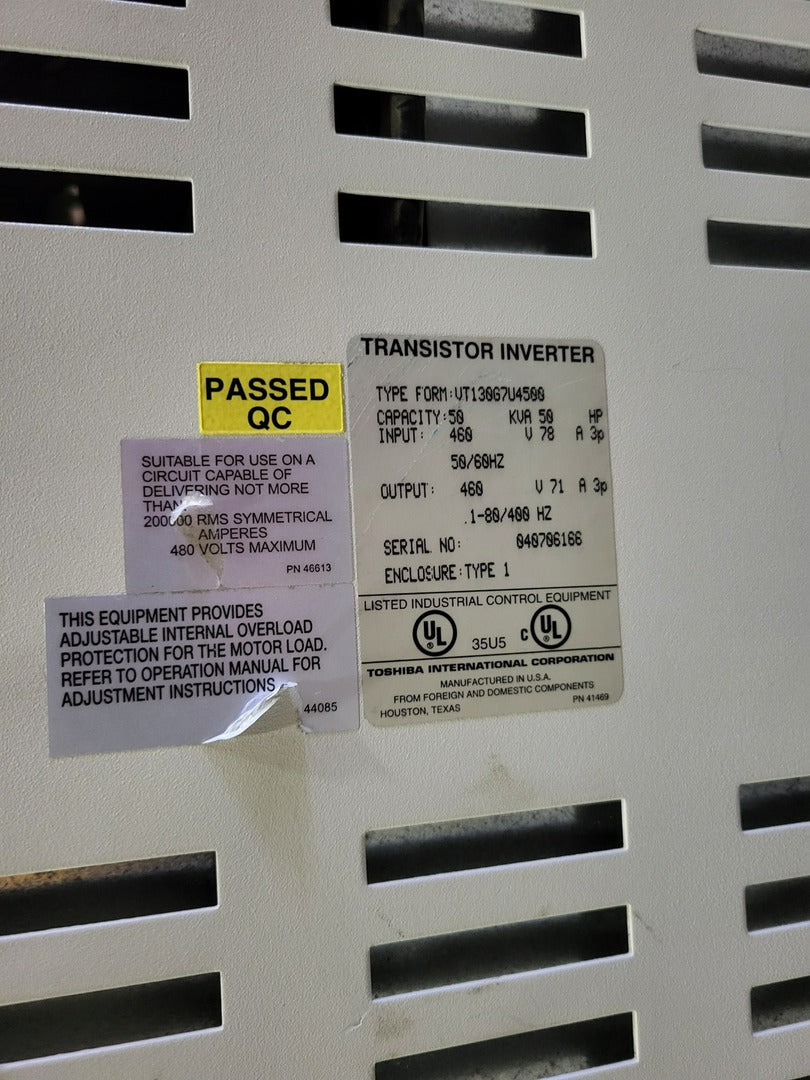 TRANSISTOR INVERTER
TYPE FORM:VT130G7U4500
CAPACITY:50 KVA 50 HP
INPUT: 460 V 78 A 3p
50/60HZ
OUTPUT: 460 V 71 A 3p
.1-80/400 HZ
SERIAL NO: 040706166
ENCLOSURE:TYPE 1
LISTED INDUSTRIAL CONTROL EQUIPMENT
UL 35U5 C UL
TOSHIBA INTERNATIONAL CORPORATION
MANUFACTURED IN U.S.A.
FROM FOREIGN AND DOMESTIC COMPONENTS
HOUSTON, TEXAS PN 41469
PASSED
QC
SUITABLE FOR USE ON A
CIRCUIT CAPABLE OF
DELIVERING NOT MORE
THAN
200000 RMS SYMMETRICAL
AMPERES
480 VOLTS MAXIMUM
PN 46613
THIS EQUIPMENT PROVIDES
ADJUSTABLE INTERNAL OVERLOAD
PROTECTION FOR THE MOTOR LOAD.
REFER TO OPERATION MANUAL FOR
ADJUSTMENT INSTRUCTIONS
44085